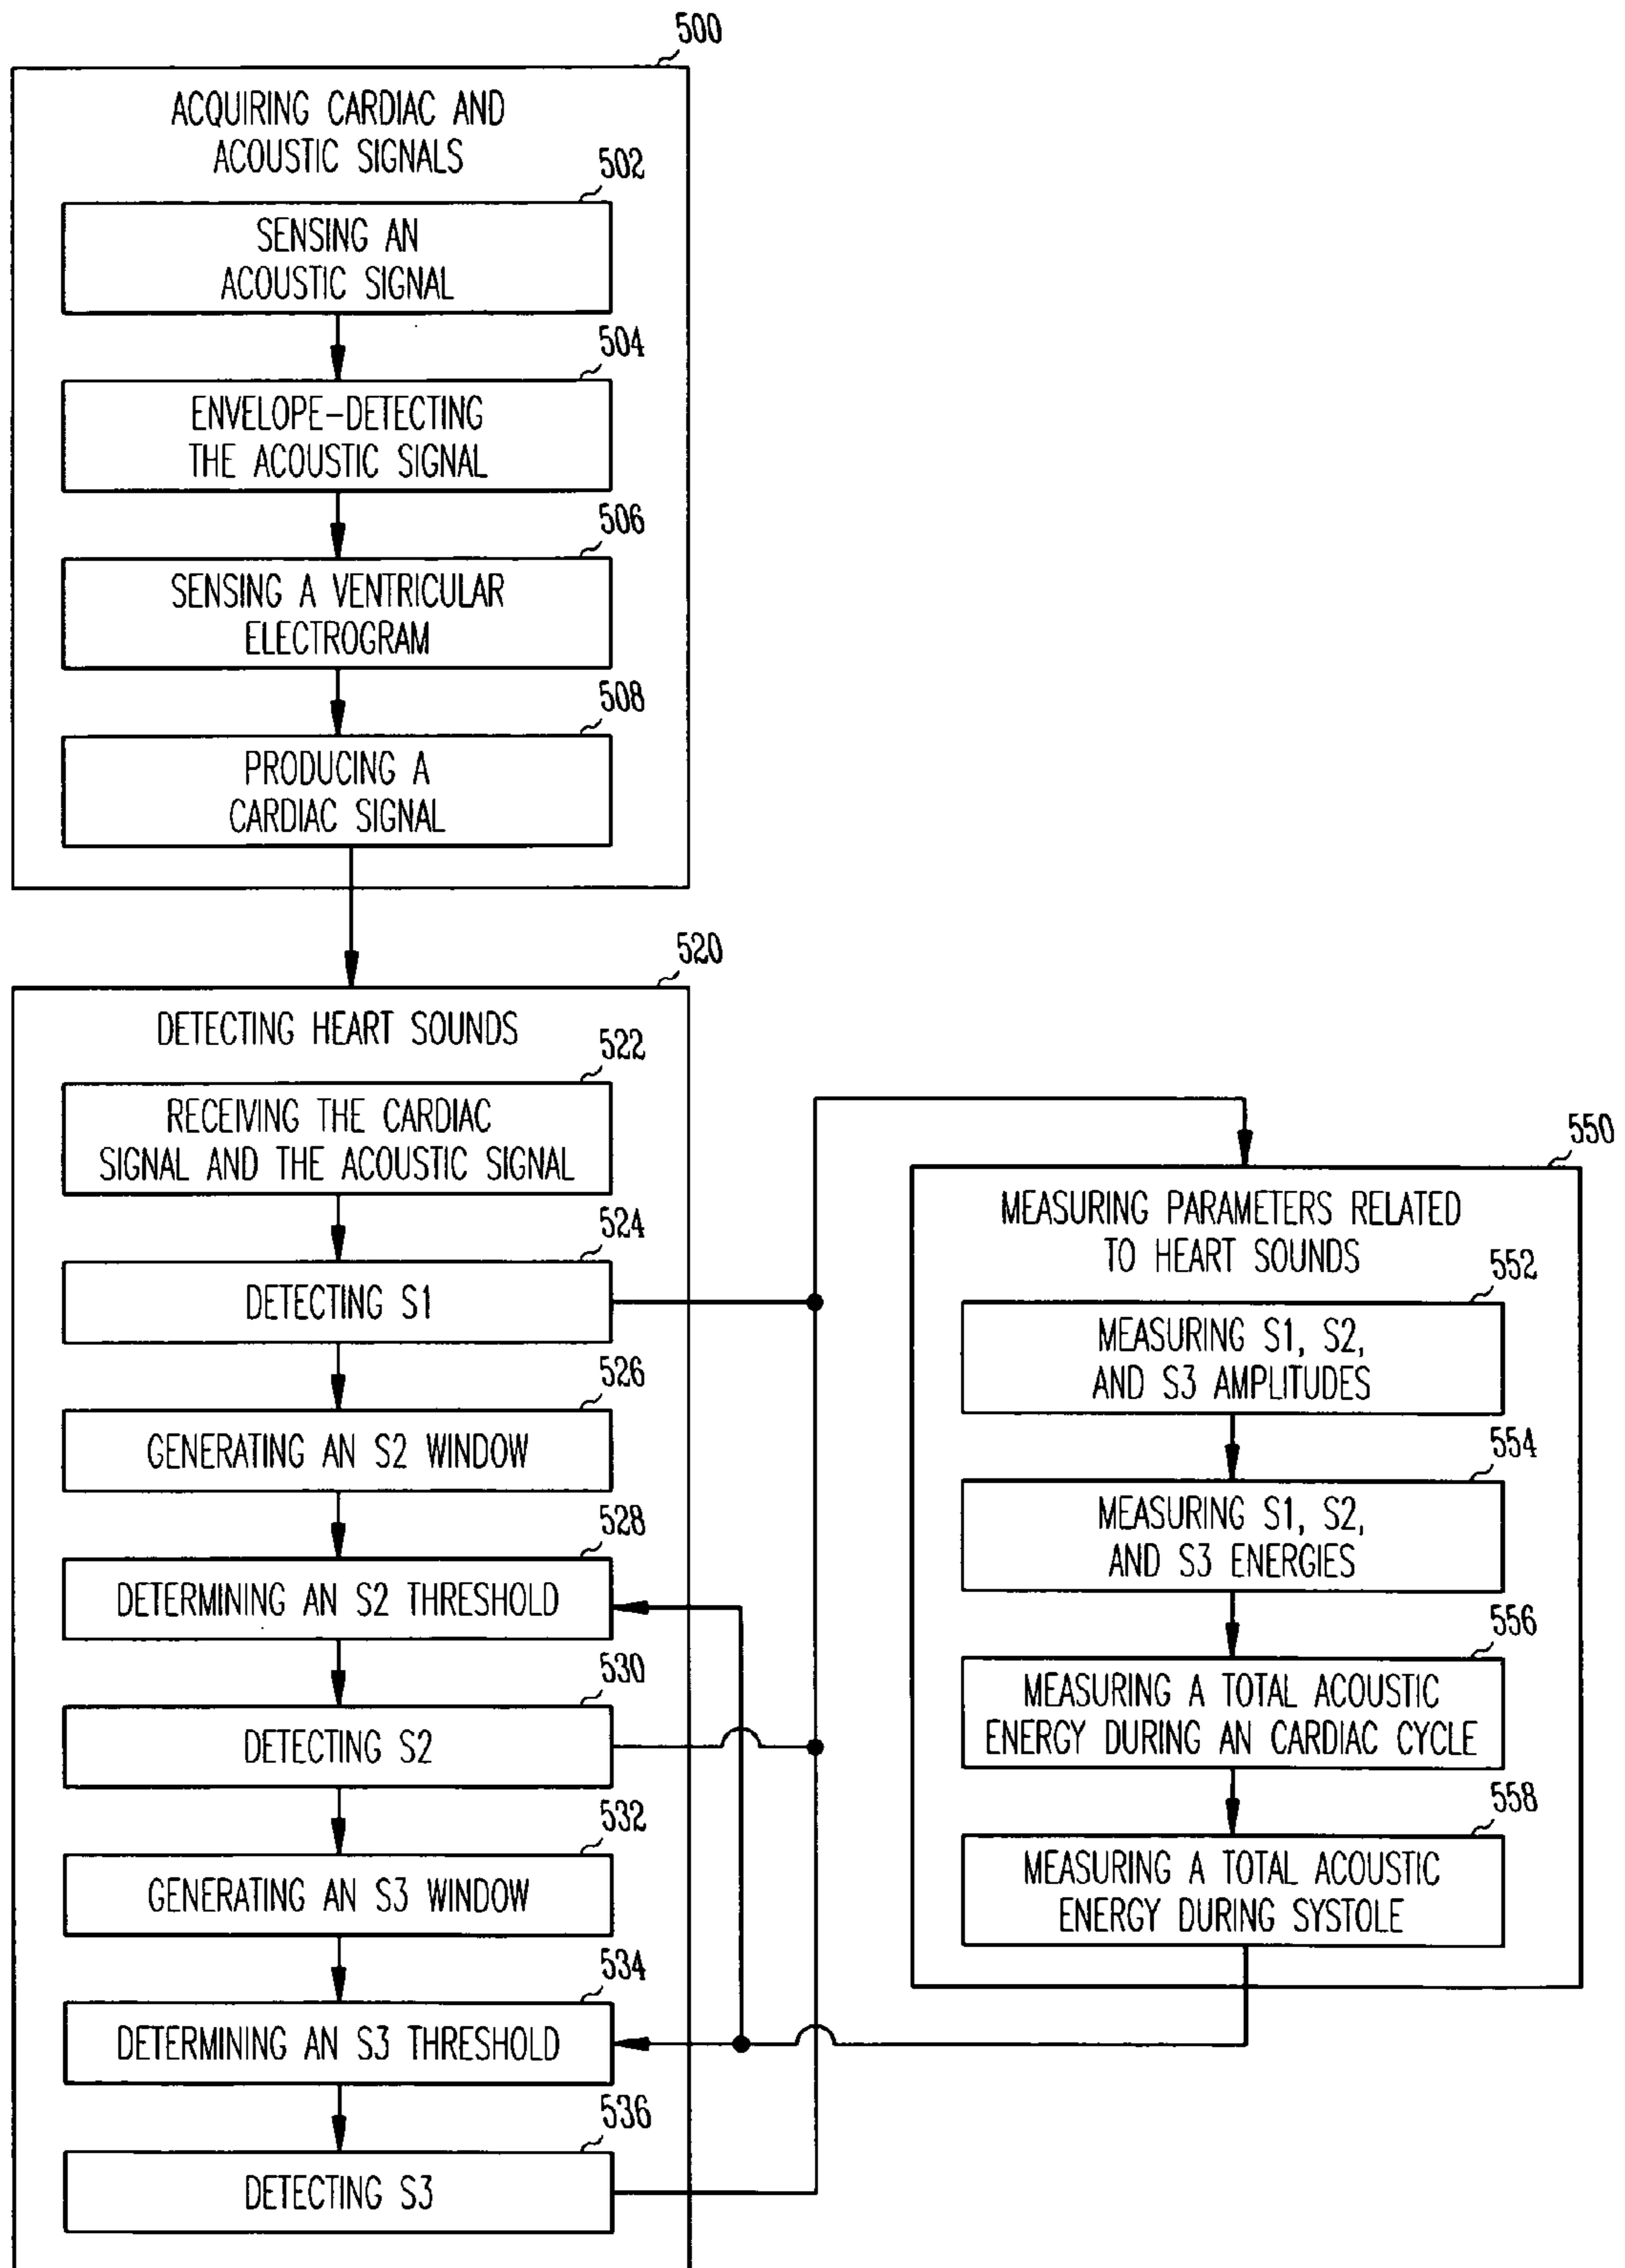 500
ACQUIRING CARDIAC AND
ACOUSTIC SIGNALS
502
SENSING AN
ACOUSTIC SIGNAL
504
ENVELOPE-DETECTING
THE ACOUSTIC SIGNAL
506
SENSING A VENTRICULAR
ELECTROGRAM
508
PRODUCING A
CARDIAC SIGNAL
520
DETECTING HEART SOUNDS
522
RECEIVING THE CARDIAC
SIGNAL AND THE ACOUSTIC SIGNAL
524
DETECTING S1
526
GENERATING AN S2 WINDOW
528
DETERMINING AN S2 THRESHOLD
530
DETECTING S2
532
GENERATING AN S3 WINDOW
534
DETERMINING AN S3 THRESHOLD
536
DETECTING S3
550
MEASURING PARAMETERS RELATED
TO HEART SOUNDS
552
MEASURING S1, S2,
AND S3 AMPLITUDES
554
MEASURING S1, S2,
AND S3 ENERGIES
556
MEASURING A TOTAL ACOUSTIC
ENERGY DURING AN CARDIAC CYCLE
558
MEASURING A TOTAL ACOUSTIC
ENERGY DURING SYSTOLE